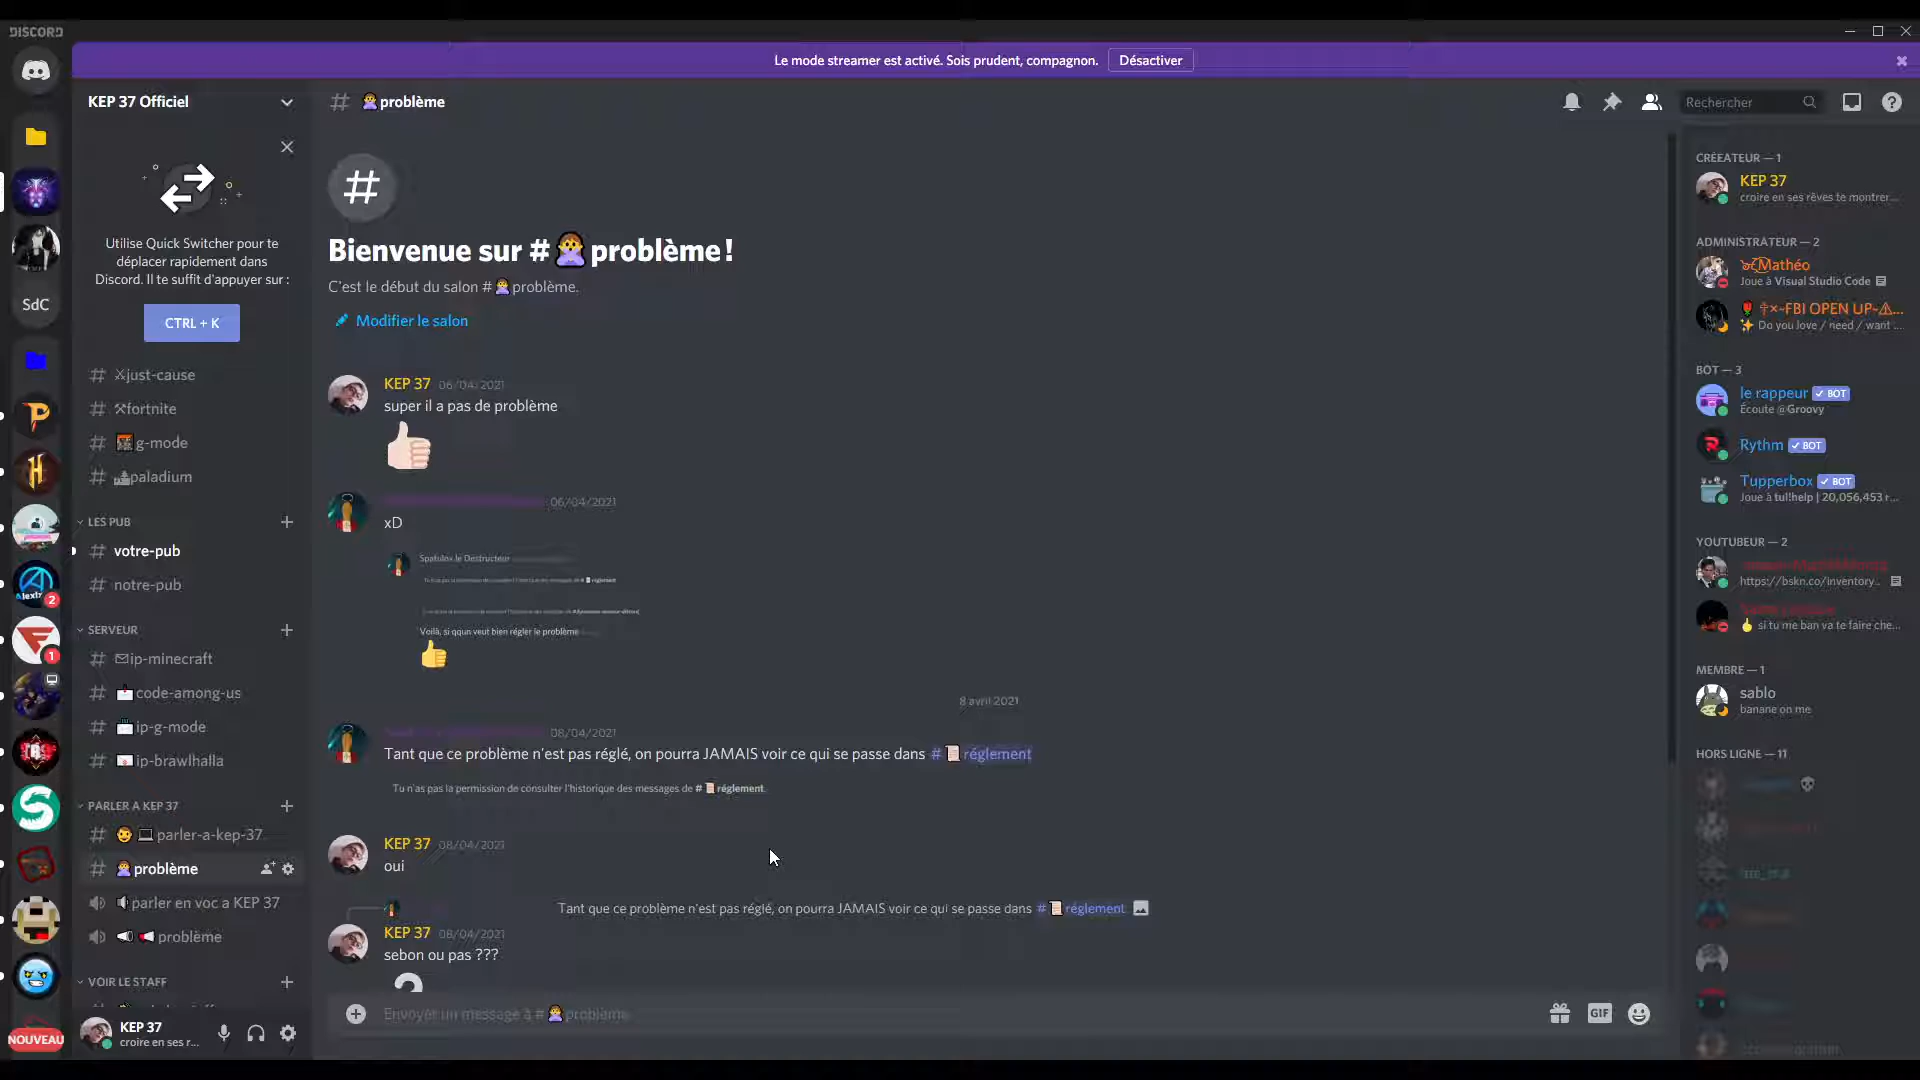 DISCORD
Le mode streamer est activé. Sois prudent, compagnon.
Désactiver
KEP 37 Officiel
Utilise Quick Switcher pour te
déplacer rapidement dans
Discord. Il te suffit d'appuyer sur :
CTRL + K
SdC
# ⚔just-cause
# ⚒fortnite
# g-mode
# paladium
LES PUB
# votre-pub
# notre-pub
SERVEUR
# ✉ip-minecraft
# code-among-us
# ip-g-mode
# ip-brawlhalla
PARLER A KEP 37
# parler-a-kep-37
# problème
parler en voc a KEP 37
problème
VOIR LE STAFF
2
1
NOUVEAU
KEP 37
croire en ses r...
# problème
Rechercher
#
Bienvenue sur # problème !
C'est le début du salon # problème.
Modifier le salon
KEP 37 06/04/2021
super il a pas de problème
06/04/2021
xD
Spatulox le Destructeur
Voilà, si qqun veut bien régler le problème
8 avril 2021
08/04/2021
Tant que ce problème n'est pas réglé, on pourra JAMAIS voir ce qui se passe dans # réglement
Tu n'as pas la permission de consulter l'historique des messages de # réglement.
KEP 37 08/04/2021
oui
Tant que ce problème n'est pas réglé, on pourra JAMAIS voir ce qui se passe dans # réglement
KEP 37 08/04/2021
sebon ou pas ???
Envoyer un message à # problème
GIF
CRÉEATEUR — 1
KEP 37
croire en ses rêves te montrer...
ADMINISTRATEUR — 2
Mathéo
Joue à Visual Studio Code
†×~FBI OPEN UP~⚠...
Do you love / need / want ...
BOT — 3
le rappeur ✓ BOT
Écoute @Groovy
Rythm ✓ BOT
Tupperbox ✓ BOT
Joue à tul!help | 20,056,453 r...
YOUTUBEUR — 2
https://bskn.co/inventory...
si tu me ban va te faire che...
MEMBRE — 1
sablo
banane on me
HORS LIGNE — 11